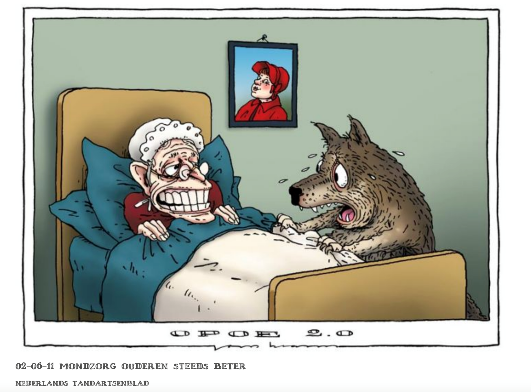 OPOE 2.0
02-06-11 MONDZORG OUDEREN STEEDS BETER
NEDERLANDS TANDARTSENBLAD